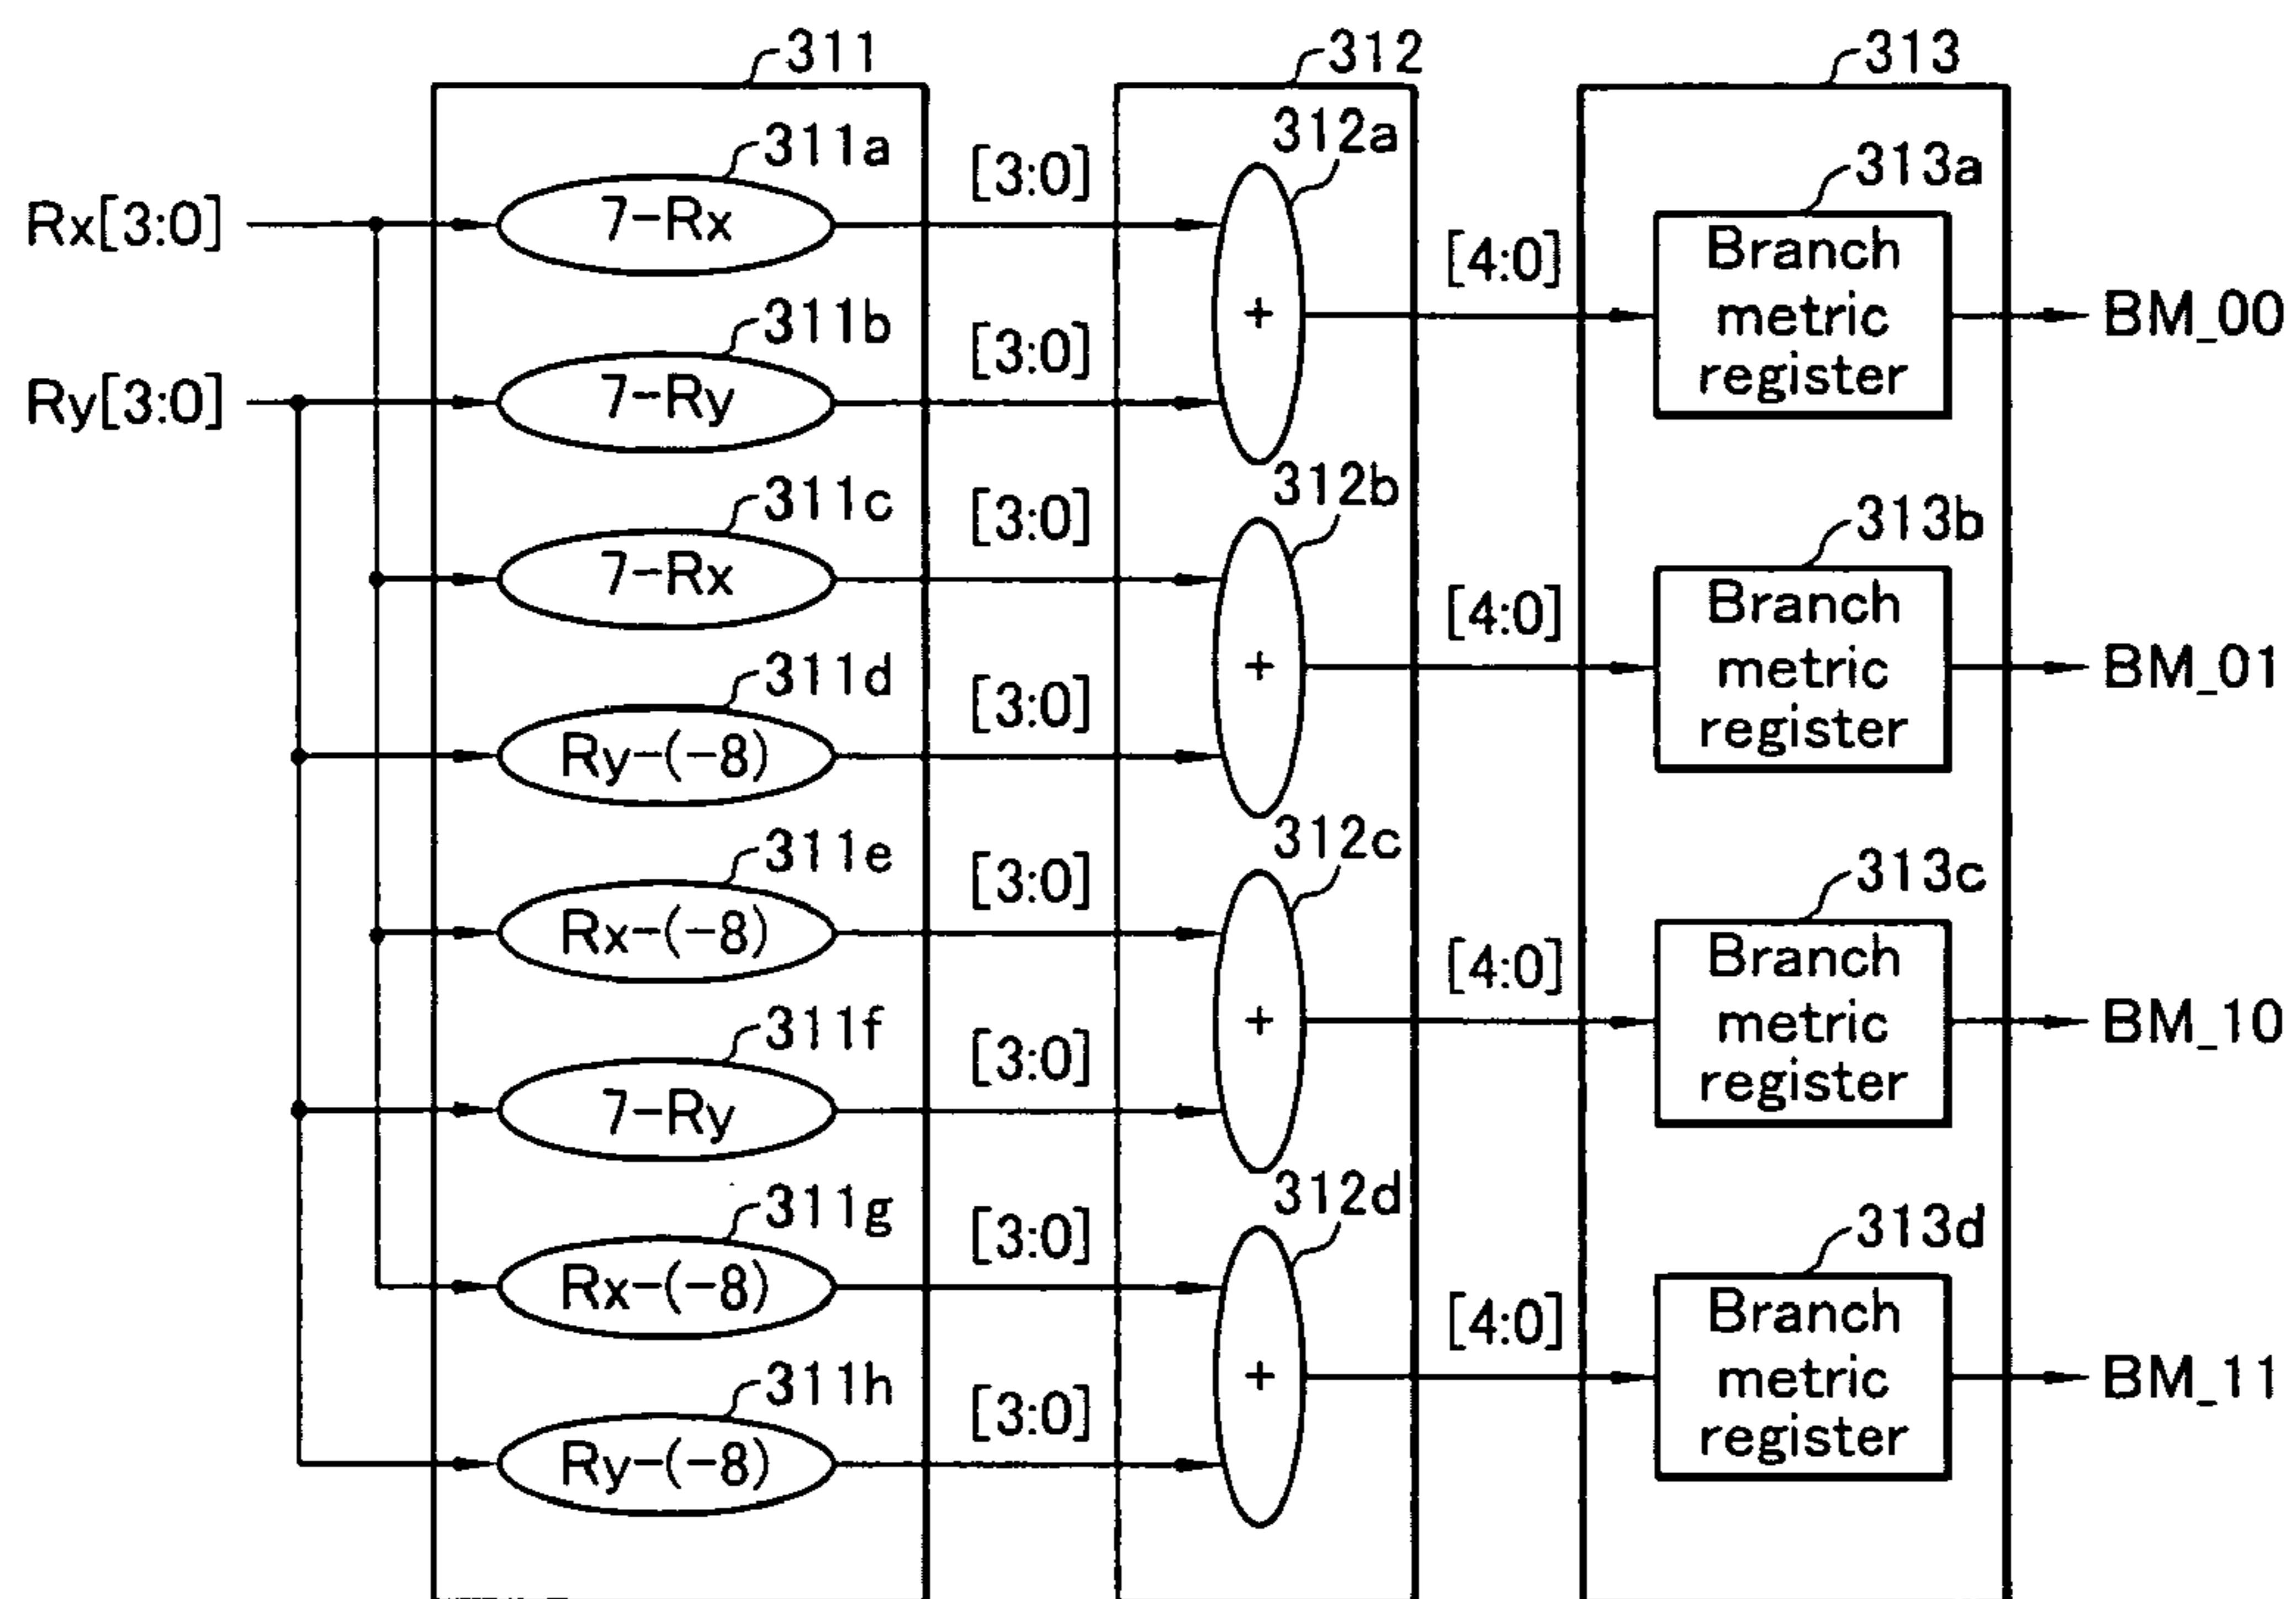 311
312
313
311a
[3:0]
312a
313a
Rx[3:0]
7-Rx
+
[4:0]
Branch
metric
register
BM_00
311b
[3:0]
Ry[3:0]
7-Ry
311c
[3:0]
312b
313b
7-Rx
+
[4:0]
Branch
metric
register
BM_01
311d
[3:0]
Ry-(-8)
311e
[3:0]
312c
313c
Rx-(-8)
+
[4:0]
Branch
metric
register
BM_10
311f
[3:0]
7-Ry
311g
[3:0]
312d
313d
Rx-(-8)
+
[4:0]
Branch
metric
register
BM_11
311h
[3:0]
Ry-(-8)